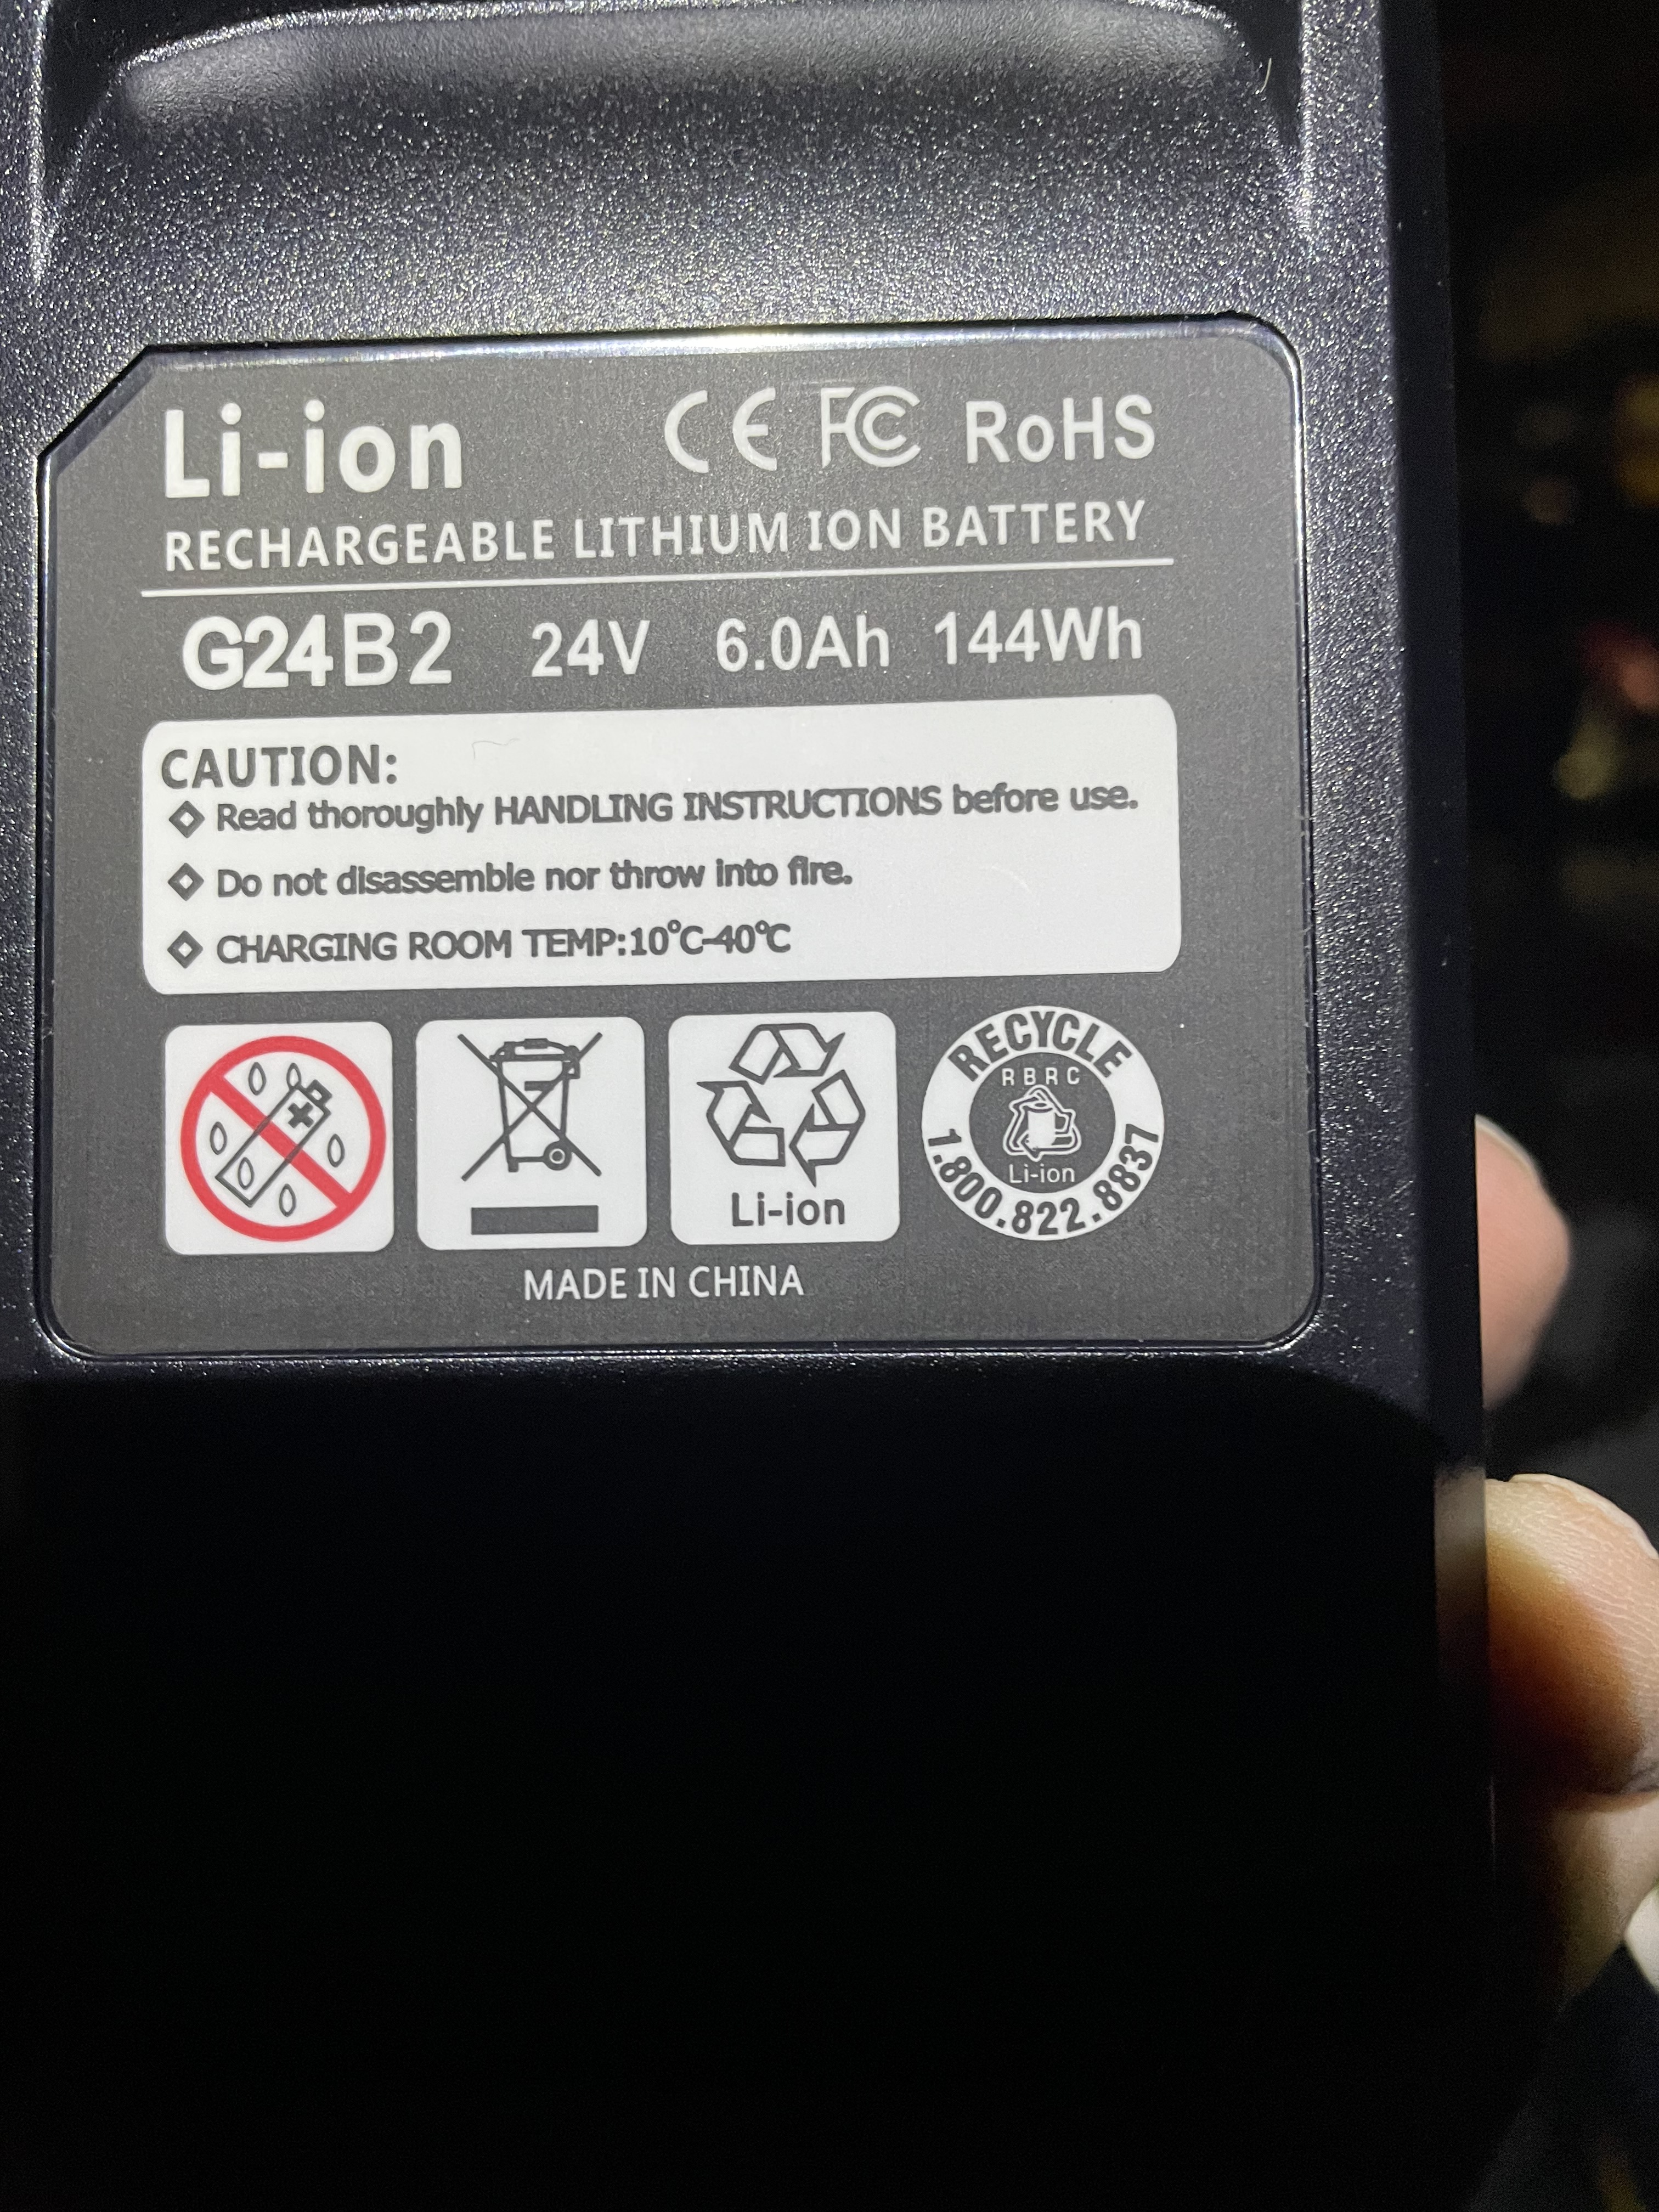 Li-ion CE FC RoHS
RECHARGEABLE LITHIUM ION BATTERY
G24B2 24V 6.0Ah 144Wh
CAUTION:
Read thoroughly HANDLING INSTRUCTIONS before use.
Do not disassemble nor throw into fire.
CHARGING ROOM TEMP:10°C-40℃
Li-ion
RECYCLE
RBRC
Li-ion
1.800.822.8837
MADE IN CHINA